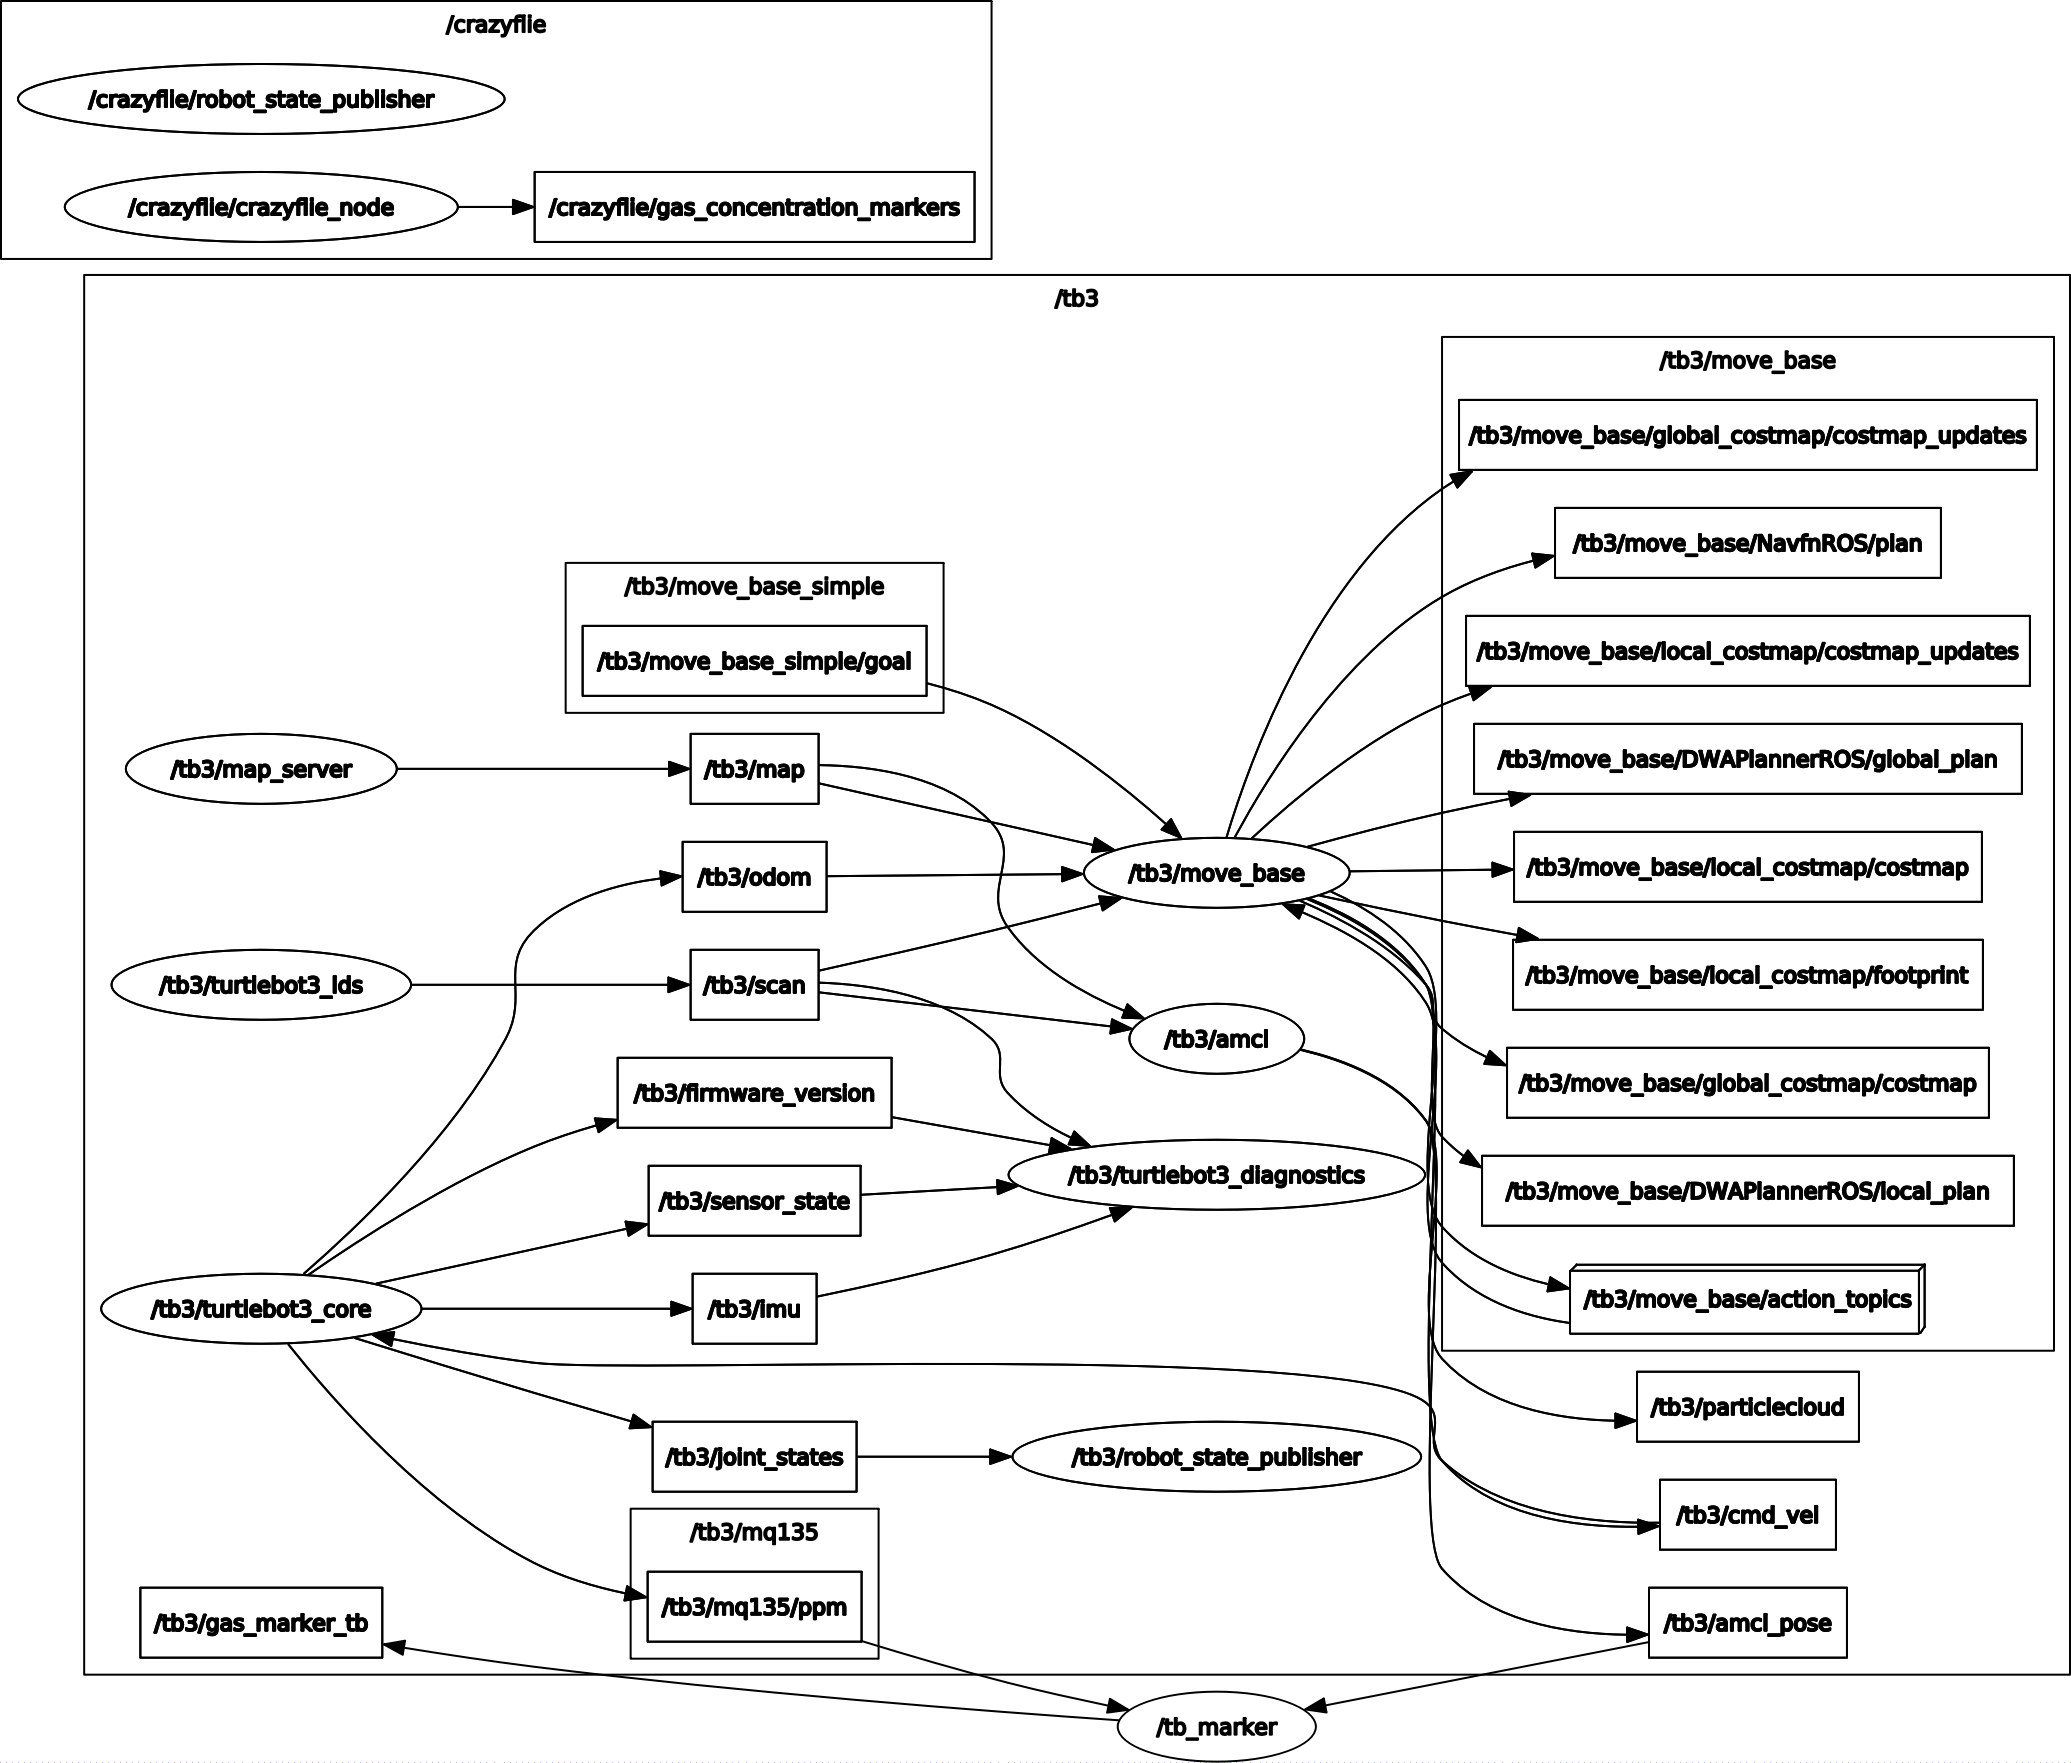 /crazyflie
/crazyflie/robot_state_publisher
/crazyflie/crazyflie_node
/crazyflie/gas_concentration_markers
/tb3
/tb3/move_base
/tb3/move_base/global_costmap/costmap_updates
/tb3/move_base/NavfnROS/plan
/tb3/move_base_simple
/tb3/move_base_simple/goal
/tb3/move_base/local_costmap/costmap_updates
/tb3/map_server
/tb3/map
/tb3/move_base/DWAPlannerROS/global_plan
/tb3/odom
/tb3/move_base
/tb3/move_base/local_costmap/costmap
/tb3/turtlebot3_lds
/tb3/scan
/tb3/move_base/local_costmap/footprint
/tb3/amcl
/tb3/firmware_version
/tb3/move_base/global_costmap/costmap
/tb3/turtlebot3_diagnostics
/tb3/sensor_state
/tb3/move_base/DWAPlannerROS/local_plan
/tb3/turtlebot3_core
/tb3/imu
/tb3/move_base/action_topics
/tb3/particlecloud
/tb3/joint_states
/tb3/robot_state_publisher
/tb3/cmd_vel
/tb3/mq135
/tb3/mq135/ppm
/tb3/gas_marker_tb
/tb3/amcl_pose
/tb_marker